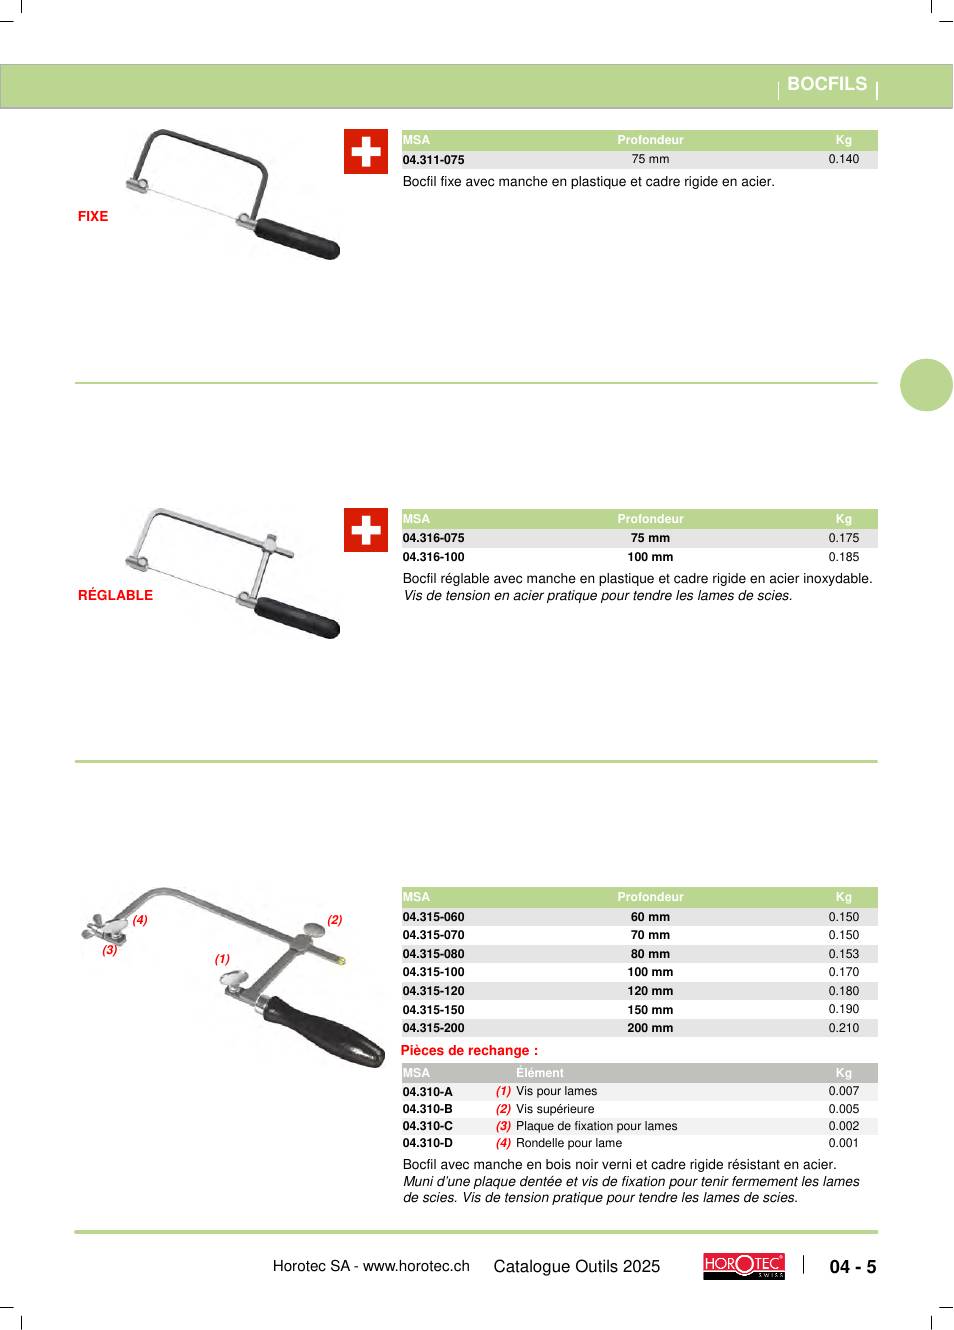 BOCFILS
MSA Profondeur Kg
04.311-075 75 mm 0.140
Bocfil fixe avec manche en plastique et cadre rigide en acier.
FIXE
MSA Profondeur Kg
04.316-075 75 mm 0.175
04.316-100 100 mm 0.185
Bocfil réglable avec manche en plastique et cadre rigide en acier inoxydable.
Vis de tension en acier pratique pour tendre les lames de scies.
RÉGLABLE
(4)
(2)
(3)
(1)
MSA Profondeur Kg
04.315-060 60 mm 0.150
04.315-070 70 mm 0.150
04.315-080 80 mm 0.153
04.315-100 100 mm 0.170
04.315-120 120 mm 0.180
04.315-150 150 mm 0.190
04.315-200 200 mm 0.210
Pièces de rechange :
MSA Élément Kg
04.310-A (1) Vis pour lames 0.007
04.310-B (2) Vis supérieure 0.005
04.310-C (3) Plaque de fixation pour lames 0.002
04.310-D (4) Rondelle pour lame 0.001
Bocfil avec manche en bois noir verni et cadre rigide résistant en acier.
Muni d'une plaque dentée et vis de fixation pour tenir fermement les lames
de scies. Vis de tension pratique pour tendre les lames de scies.
Horotec SA - www.horotec.ch Catalogue Outils 2025 HOROTEC SWISS 04 - 5